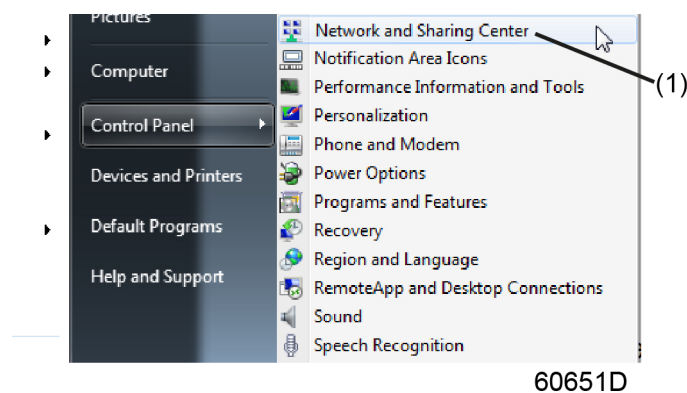 Pictures
Computer
Control Panel
Devices and Printers
Default Programs
Help and Support
Network and Sharing Center
Notification Area Icons
Performance Information and Tools
Personalization
Phone and Modem
Power Options
Programs and Features
Recovery
Region and Language
RemoteApp and Desktop Connections
Sound
Speech Recognition
(1)
60651D